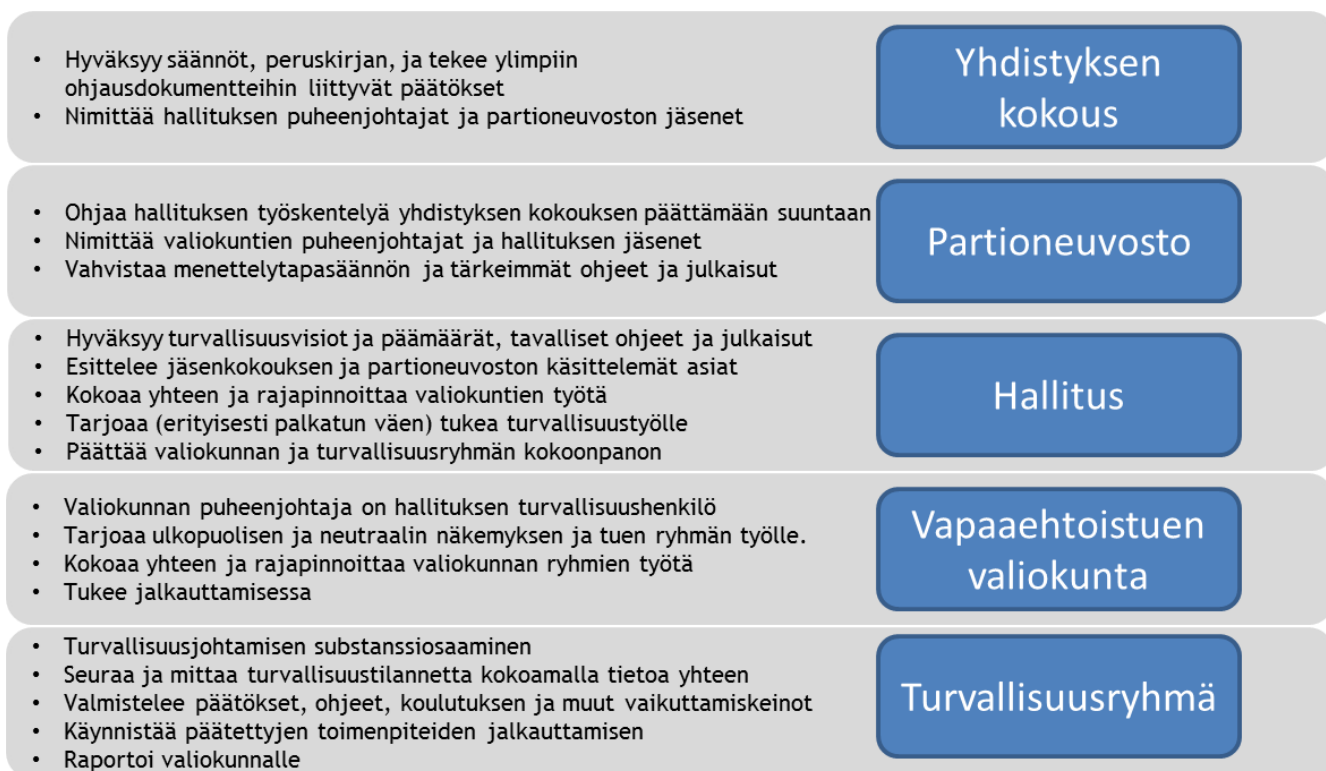 • Hyväksyy säännöt, peruskirjan, ja tekee ylimpiin
ohjausdokumentteihin liittyvät päätökset
• Nimittää hallituksen puheenjohtajat ja partioneuvoston jäsenet
Yhdistyksen
kokous
• Ohjaa hallituksen työskentelyä yhdistyksen kokouksen päättämään suuntaan
• Nimittää valiokuntien puheenjohtajat ja hallituksen jäsenet
• Vahvistaa menettelytapasäännön ja tärkeimmät ohjeet ja julkaisut
Partioneuvosto
• Hyväksyy turvallisuusvisiot ja päämäärät, tavalliset ohjeet ja julkaisut
• Esittelee jäsenkokouksen ja partioneuvoston käsittelemät asiat
• Kokoaa yhteen ja rajapinnoittaa valiokuntien työtä
• Tarjoaa (erityisesti palkatun väen) tukea turvallisuustyölle
• Päättää valiokunnan ja turvallisuusryhmän kokoonpanon
Hallitus
• Valiokunnan puheenjohtaja on hallituksen turvallisuushenkilö
• Tarjoaa ulkopuolisen ja neutraalin näkemyksen ja tuen ryhmän työlle.
• Kokoaa yhteen ja rajapinnoittaa valiokunnan ryhmien työtä
• Tukee jalkauttamisessa
Vapaaehtoistuen
valiokunta
• Turvallisuusjohtamisen substanssiosaaminen
• Seuraa ja mittaa turvallisuustilannetta kokoamalla tietoa yhteen
• Valmistelee päätökset, ohjeet, koulutuksen ja muut vaikuttamiskeinot
• Käynnistää päätettyjen toimenpiteiden jalkauttamisen
• Raportoi valiokunnalle
Turvallisuusryhmä